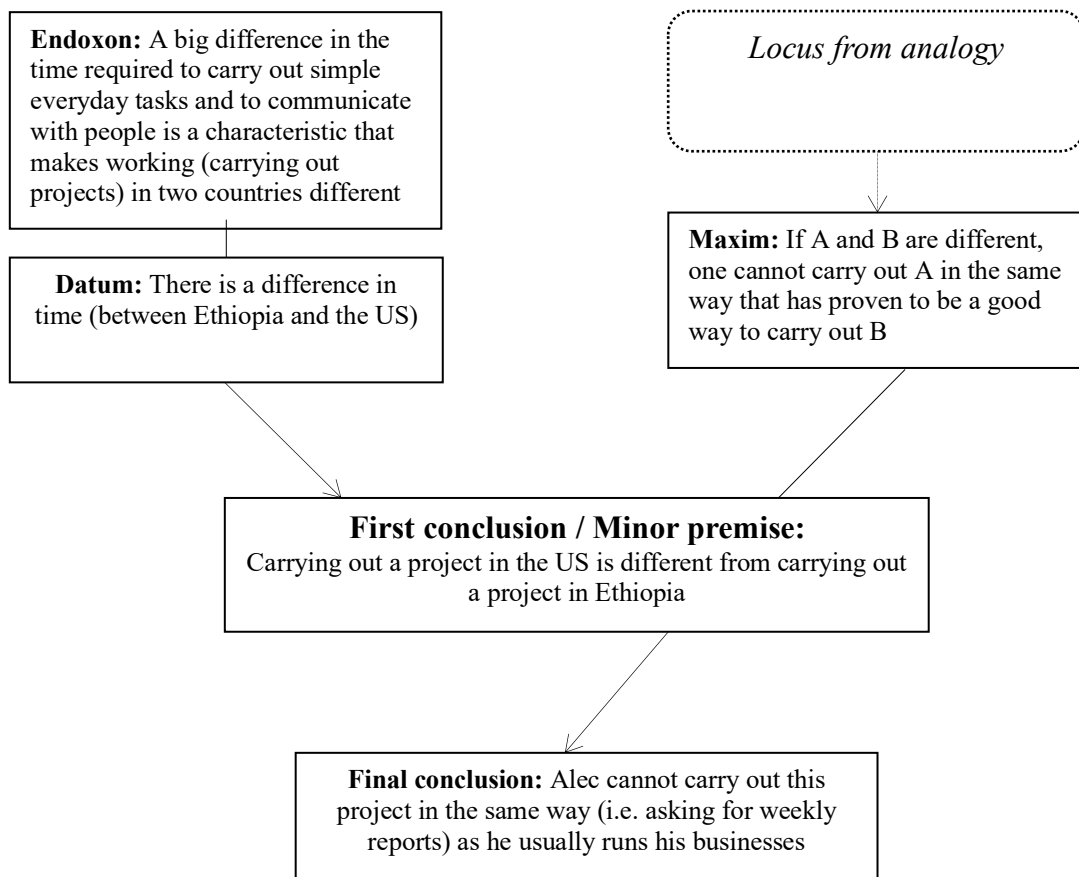 Endoxon: A big difference in the
time required to carry out simple
everyday tasks and to communicate
with people is a characteristic that
makes working (carrying out
projects) in two countries different
Locus from analogy
Datum: There is a difference in
time (between Ethiopia and the US)
Maxim: If A and B are different,
one cannot carry out A in the same
way that has proven to be a good
way to carry out B
First conclusion / Minor premise:
Carrying out a project in the US is different from carrying out
a project in Ethiopia
Final conclusion: Alec cannot carry out this
project in the same way (i.e. asking for weekly
reports) as he usually runs his businesses